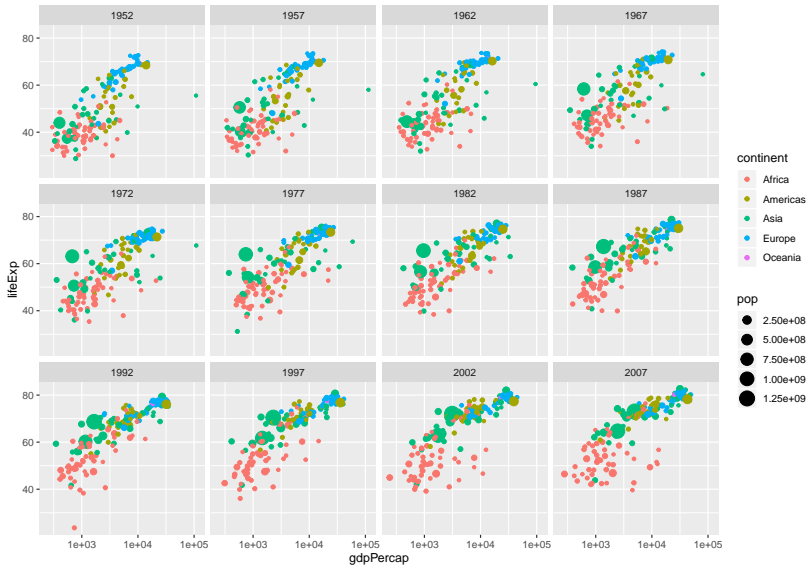 1952 1957 1962 1967
80
60
40
1972 1977 1982 1987
80
60
40
1992 1997 2002 2007
80
60
40
1e+03 1e+04 1e+05 1e+03 1e+04 1e+05 1e+03 1e+04 1e+05 1e+03 1e+04 1e+05
gdpPercap
lifeExp
continent
Africa
Americas
Asia
Europe
Oceania
pop
2.50e+08
5.00e+08
7.50e+08
1.00e+09
1.25e+09